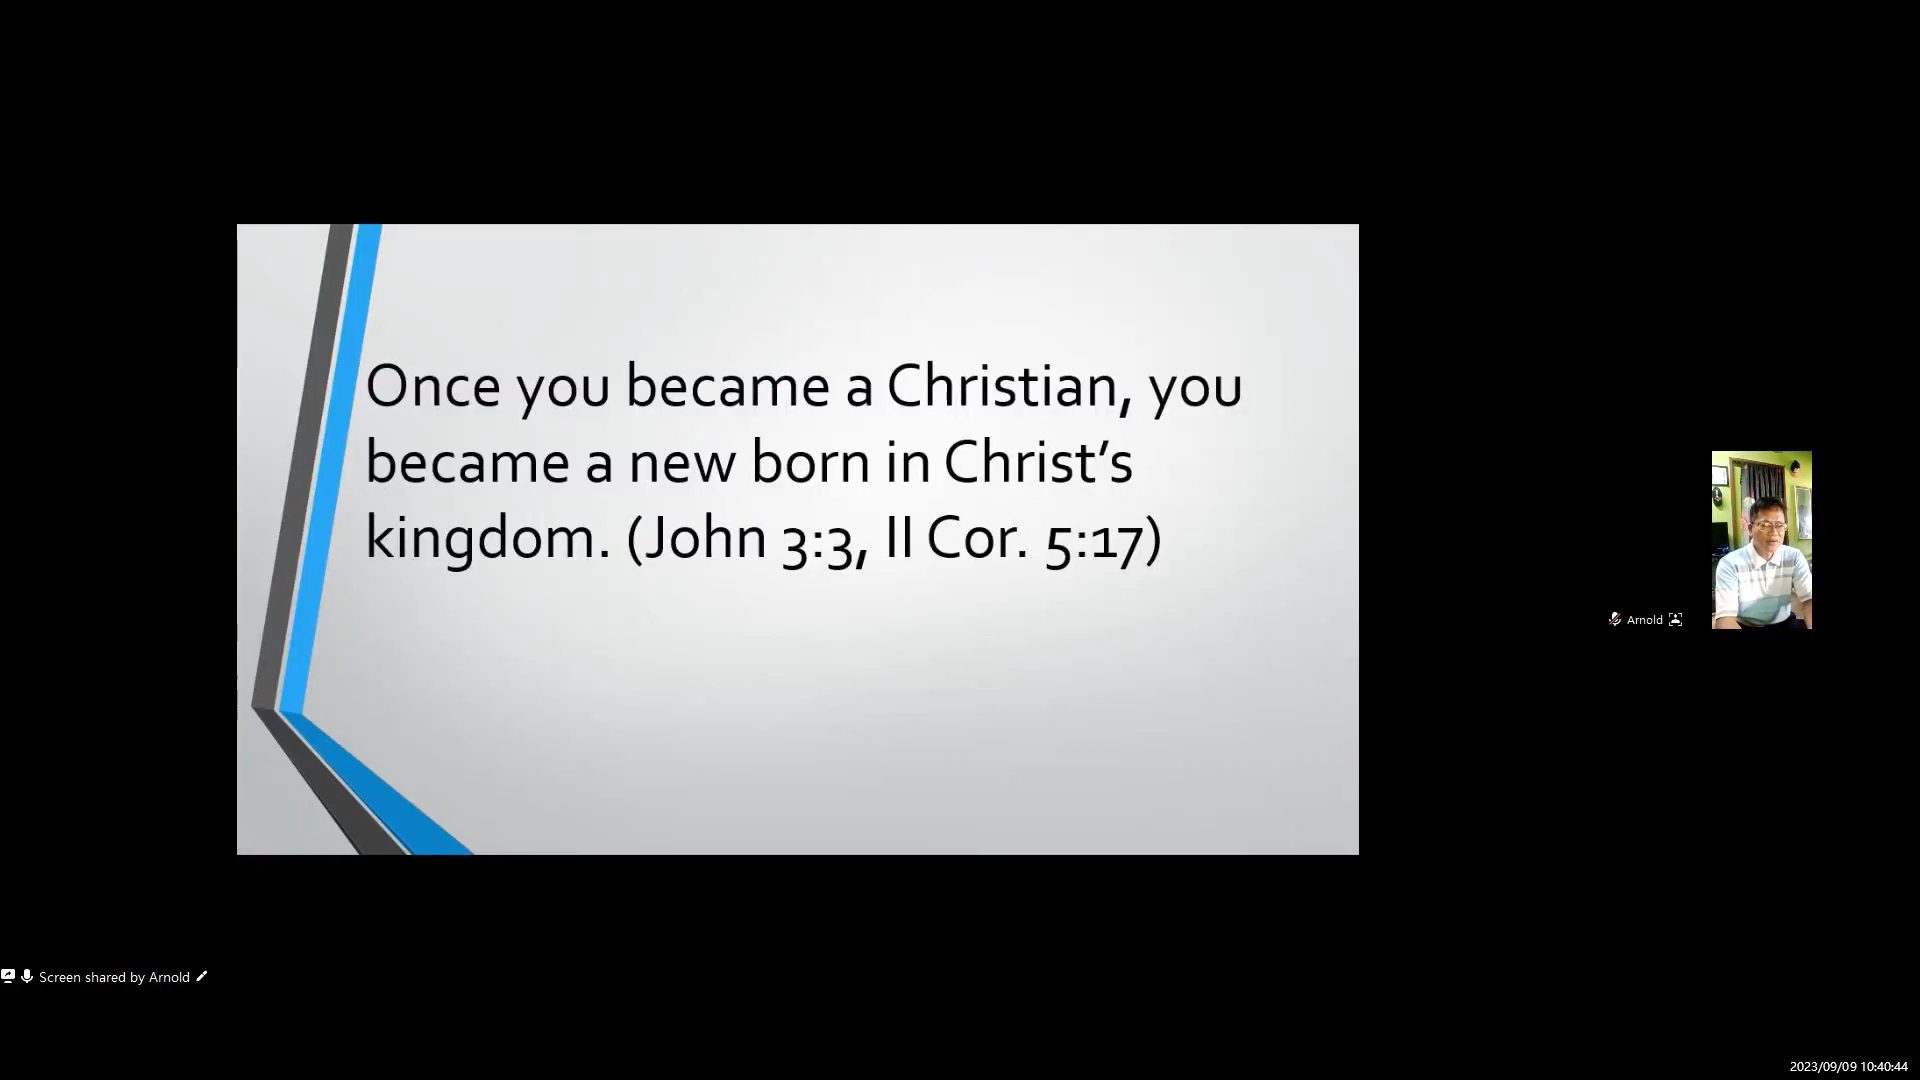 Once you became a Christian, you
became a new born in Christ’s
kingdom. (John 3:3, II Cor. 5:17)
Arnold
Screen shared by Arnold
2023/09/09 10:40:44